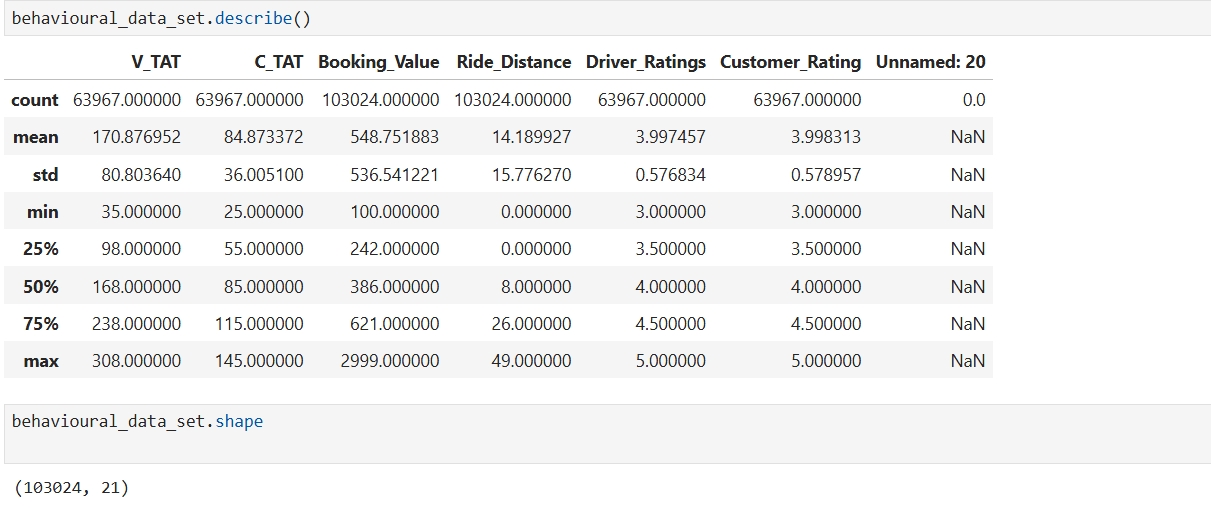 behavioural_data_set.describe()
V_TAT C_TAT Booking_Value Ride_Distance Driver_Ratings Customer_Rating Unnamed: 20
count 63967.000000 63967.000000 103024.000000 103024.000000 63967.000000 63967.000000 0.0
mean 170.876952 84.873372 548.751883 14.189927 3.997457 3.998313 NaN
std 80.803640 36.005100 536.541221 15.776270 0.576834 0.578957 NaN
min 35.000000 25.000000 100.000000 0.000000 3.000000 3.000000 NaN
25% 98.000000 55.000000 242.000000 0.000000 3.500000 3.500000 NaN
50% 168.000000 85.000000 386.000000 8.000000 4.000000 4.000000 NaN
75% 238.000000 115.000000 621.000000 26.000000 4.500000 4.500000 NaN
max 308.000000 145.000000 2999.000000 49.000000 5.000000 5.000000 NaN
behavioural_data_set.shape
(103024, 21)